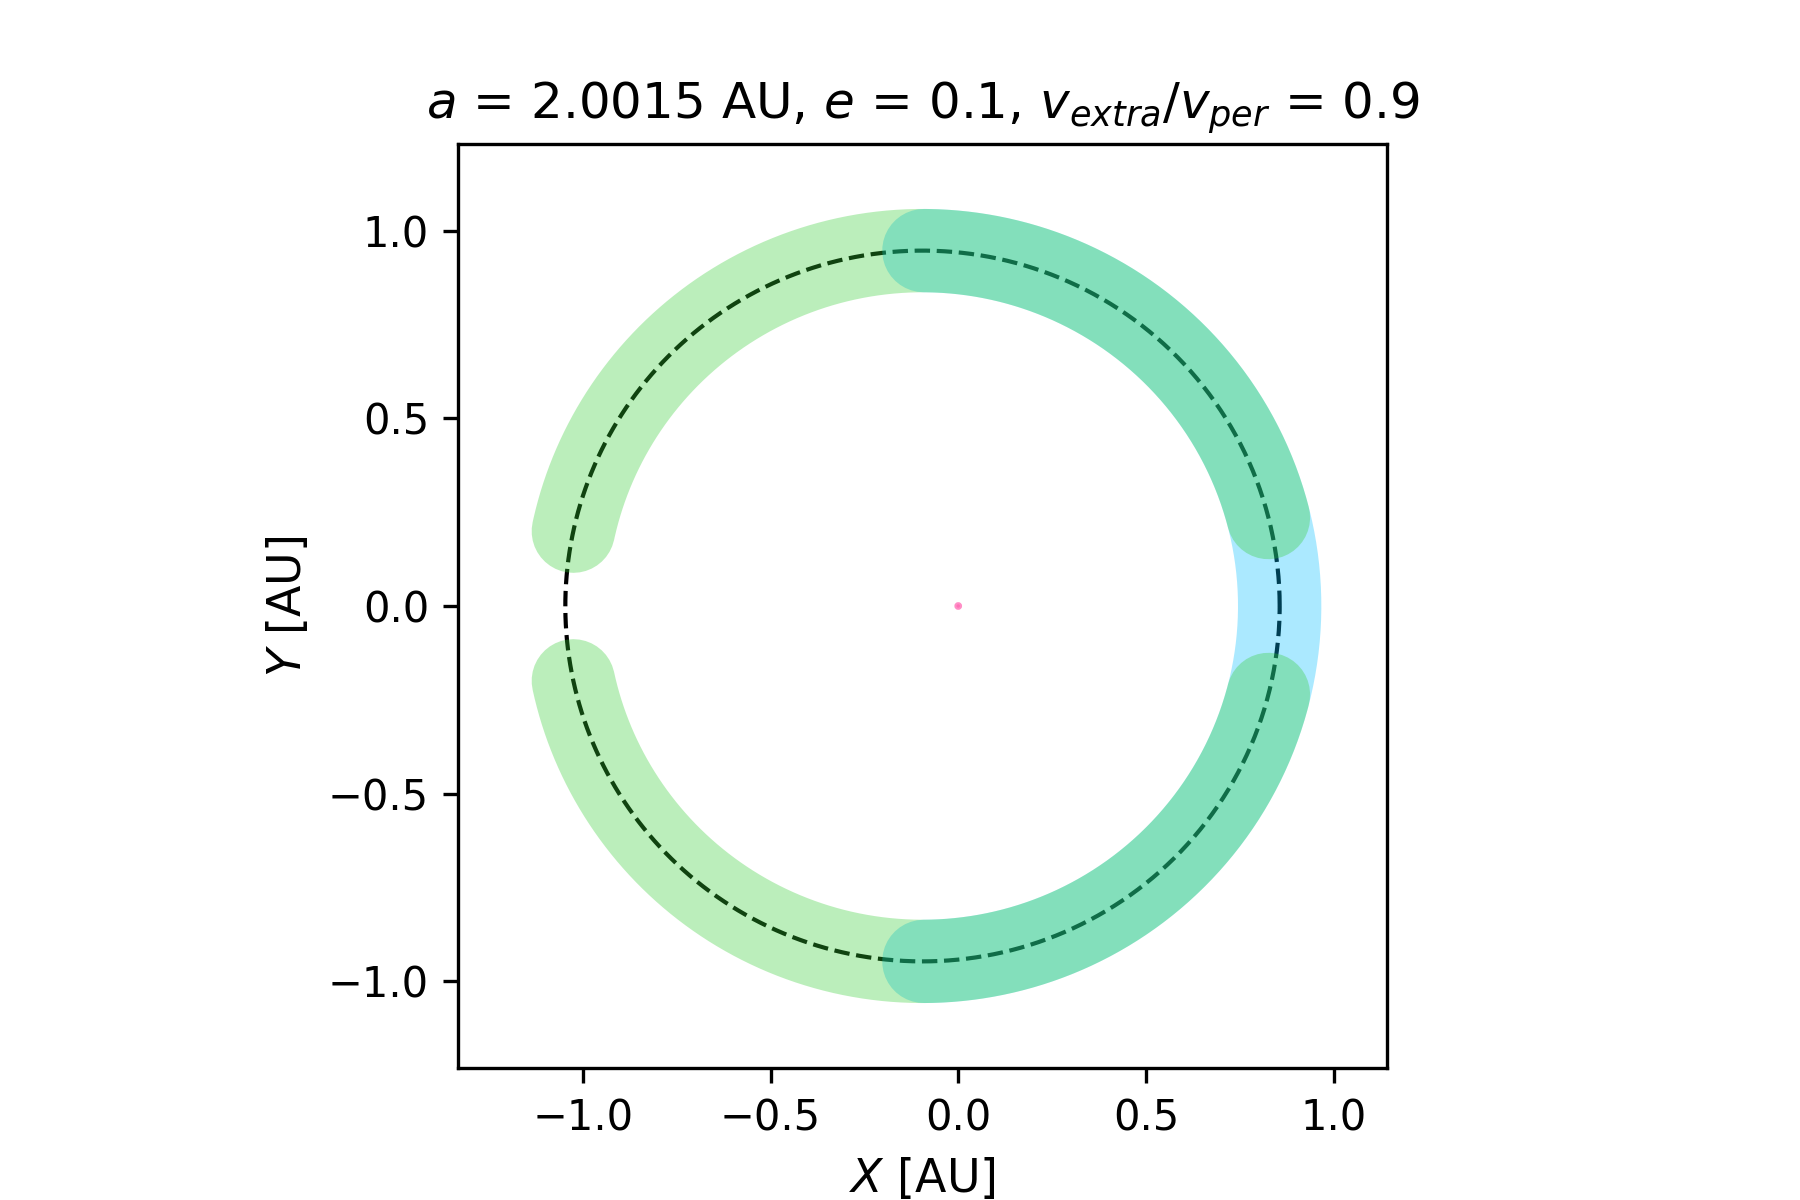 a = 2.0015 AU, e = 0.1, v_extra/v_per = 0.9
1.0
0.5
0.0
−0.5
−1.0
Y [AU]
−1.0 −0.5 0.0 0.5 1.0
X [AU]